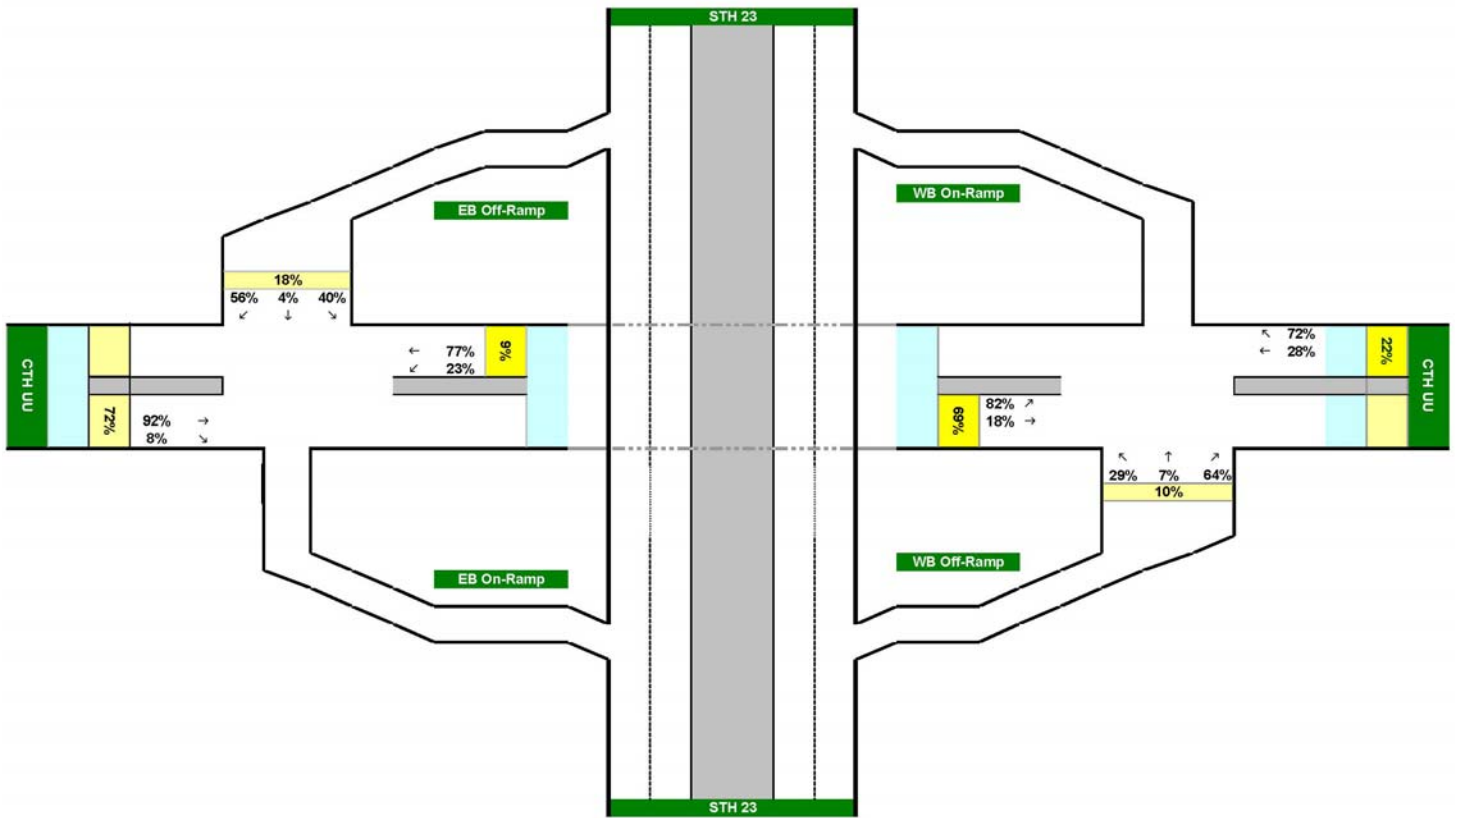 STH 23
WB On-Ramp
EB Off-Ramp
18%
56% 4% 40%
↙ ↓ ↘
CTH UU
72%
92% →
8% ↘
← 77%
↙ 23%
9%
69%
82% ↗
18% →
↖ 72%
← 28%
22%
CTH UU
↖ ↑ ↗
29% 7% 64%
10%
WB Off-Ramp
EB On-Ramp
STH 23